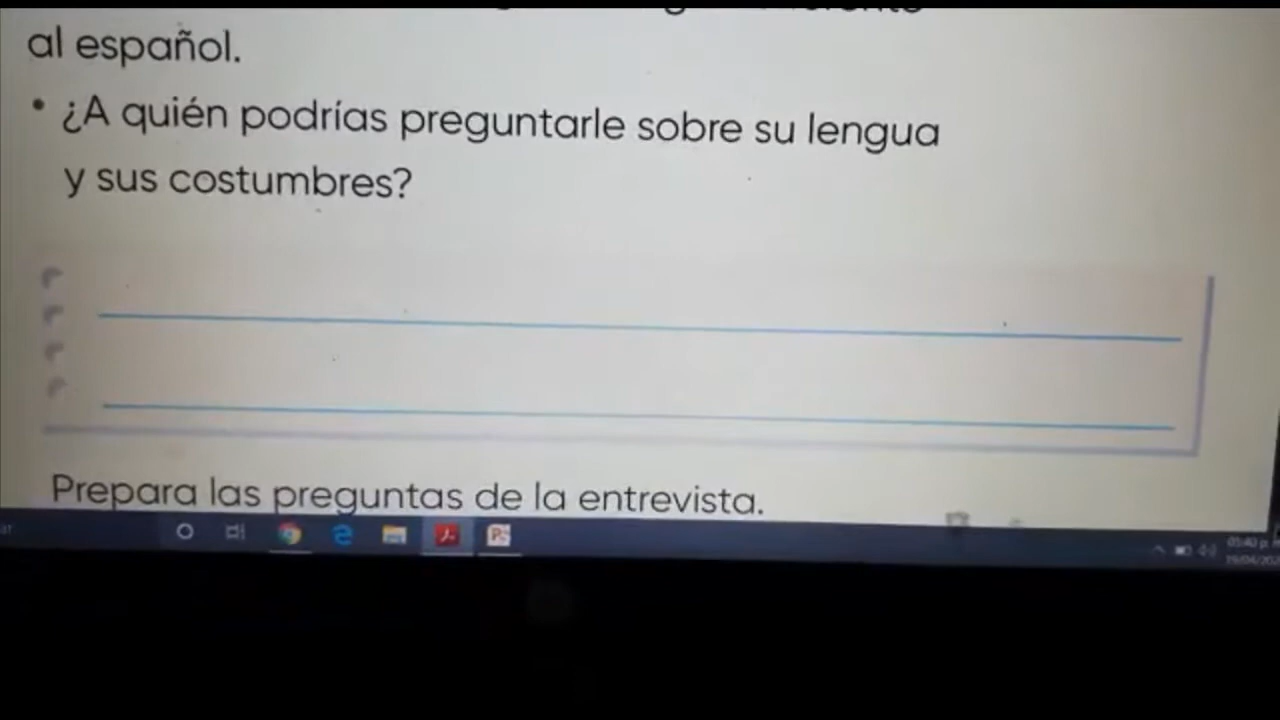 al español.
• ¿A quién podrías preguntarle sobre su lengua
y sus costumbres?
Prepara las preguntas de la entrevista.